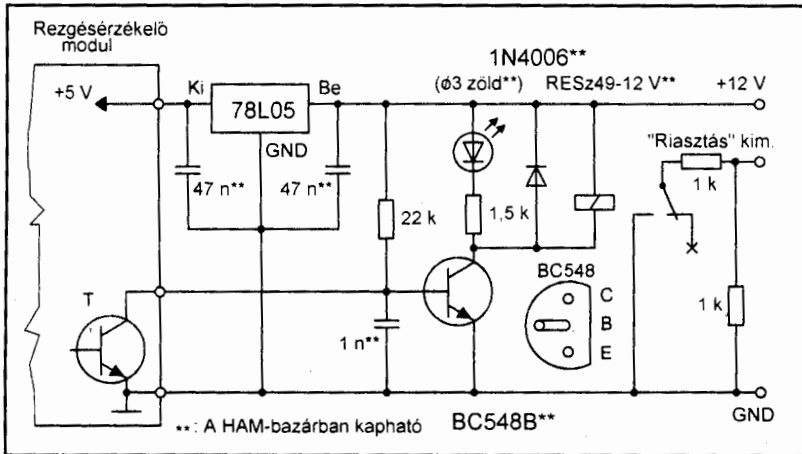 Rezgésérzékelő
modul
+5 V
Ki
78L05
Be
GND
47 n**
47 n**
22 k
1N4006**
(ø3 zöld**)
RESz49-12 V**
+12 V
"Riasztás" kim.
1 k
1,5 k
T
1 n**
BC548
C
B
E
1 k
GND
**: A HAM-bazárban kapható
BC548B**